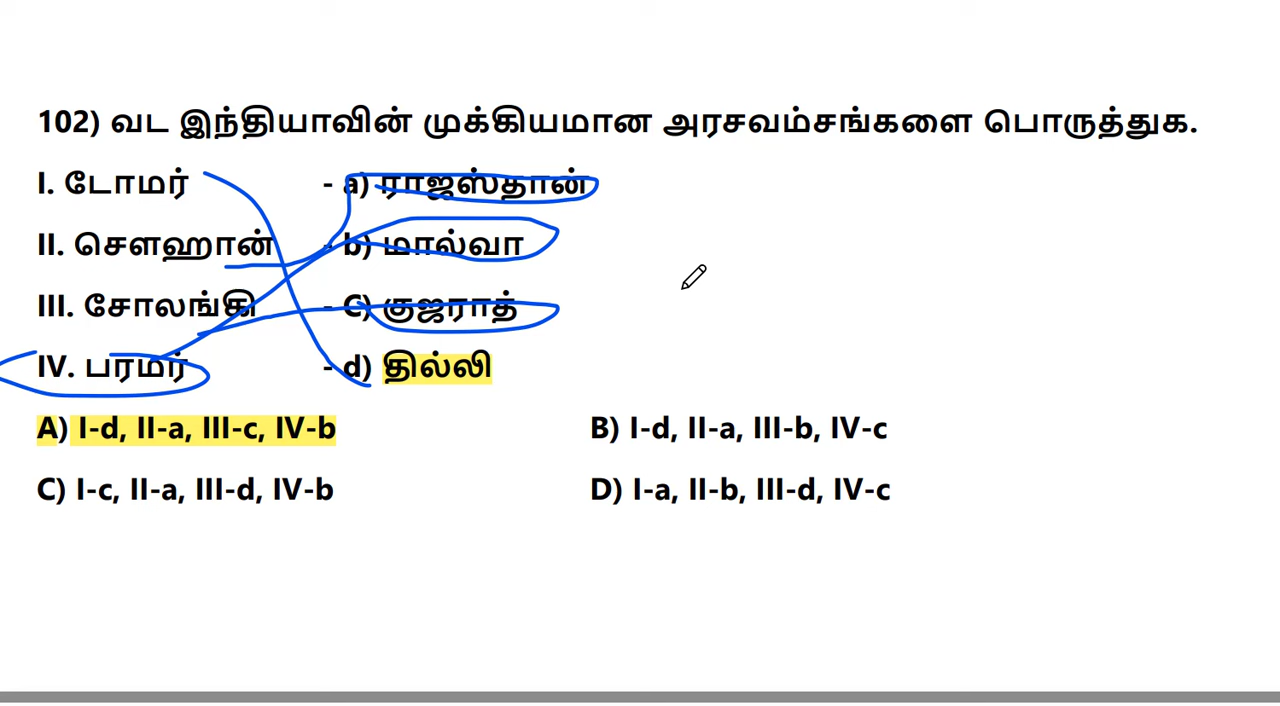 102) வட இந்தியாவின் முக்கியமான அரசவம்சங்களை பொருத்துக.
I. டோமர் - a) ராஜஸ்தான்
II. சௌஹான் - b) மால்வா
III. சோலங்கி - C) குஜராத்
IV. பரமர் - d) தில்லி
A) I-d, II-a, III-c, IV-b B) I-d, II-a, III-b, IV-c
C) I-c, II-a, III-d, IV-b D) I-a, II-b, III-d, IV-c